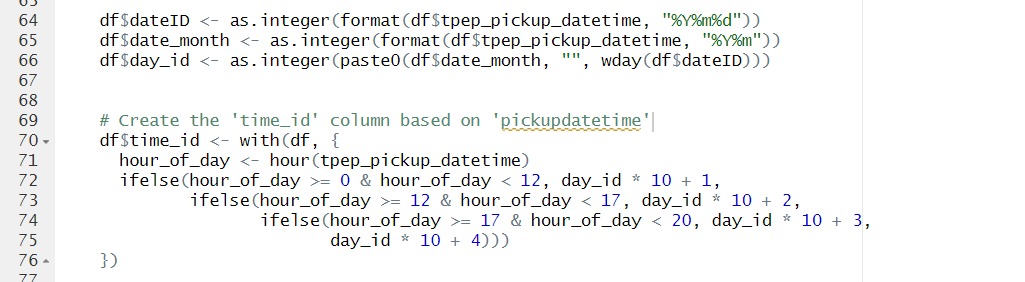 64 df$dateID <- as.integer(format(df$tpep_pickup_datetime, "%Y%m%d"))
65 df$date_month <- as.integer(format(df$tpep_pickup_datetime, "%Y%m"))
66 df$day_id <- as.integer(paste0(df$date_month, "", wday(df$dateID)))
67
68
69 # Create the 'time_id' column based on 'pickupdatetime'
70 df$time_id <- with(df, {
71 hour_of_day <- hour(tpep_pickup_datetime)
72 ifelse(hour_of_day >= 0 & hour_of_day < 12, day_id * 10 + 1,
73 ifelse(hour_of_day >= 12 & hour_of_day < 17, day_id * 10 + 2,
74 ifelse(hour_of_day >= 17 & hour_of_day < 20, day_id * 10 + 3,
75 day_id * 10 + 4)))
76 })
77